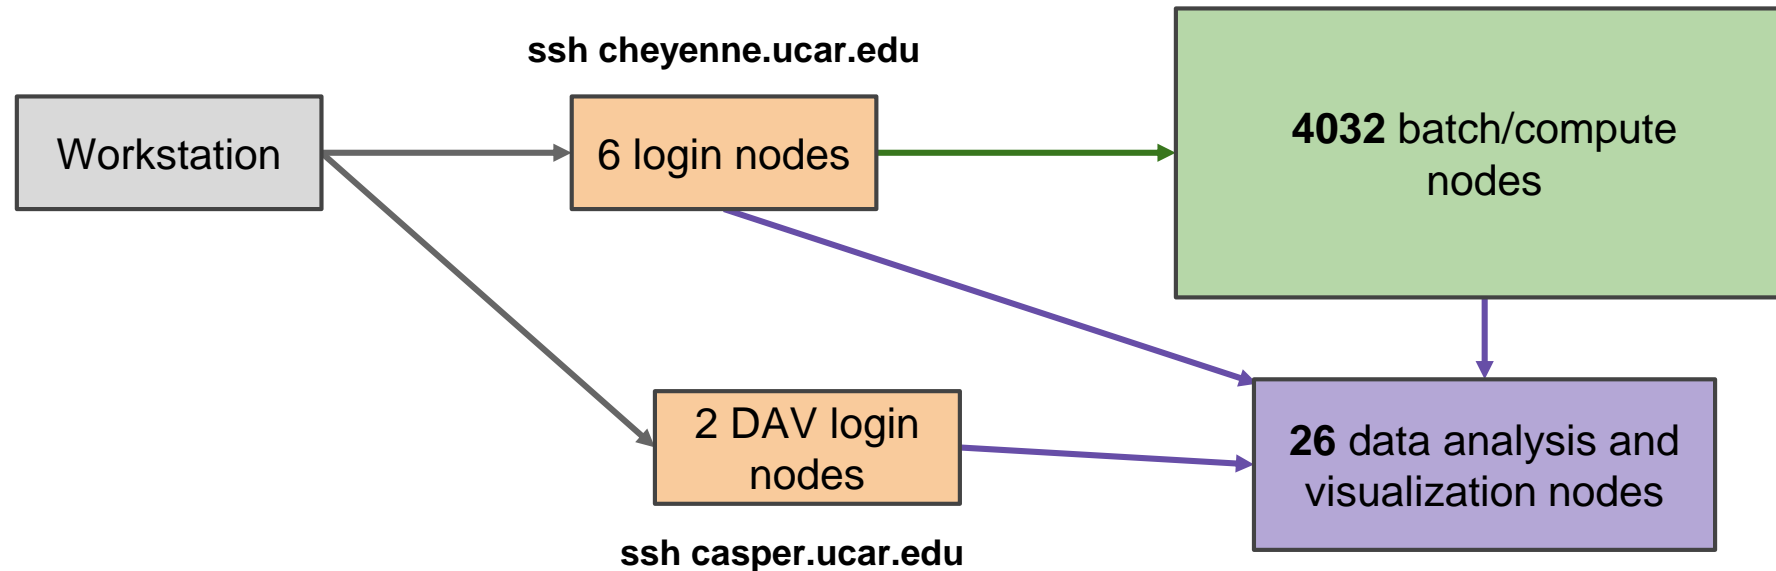 ssh cheyenne.ucar.edu
Workstation
6 login nodes
4032 batch/compute
nodes
2 DAV login
nodes
26 data analysis and
visualization nodes
ssh casper.ucar.edu